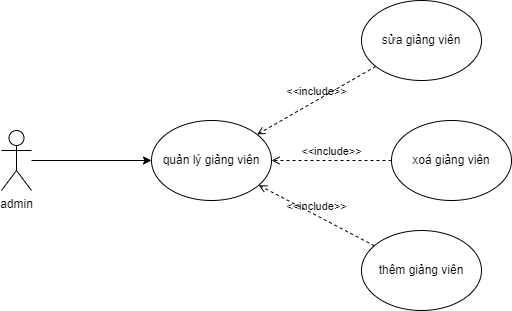 sửa giảng viên
<<include>>
quản lý giảng viên
<<include>>
xoá giảng viên
admin
<<include>>
thêm giảng viên